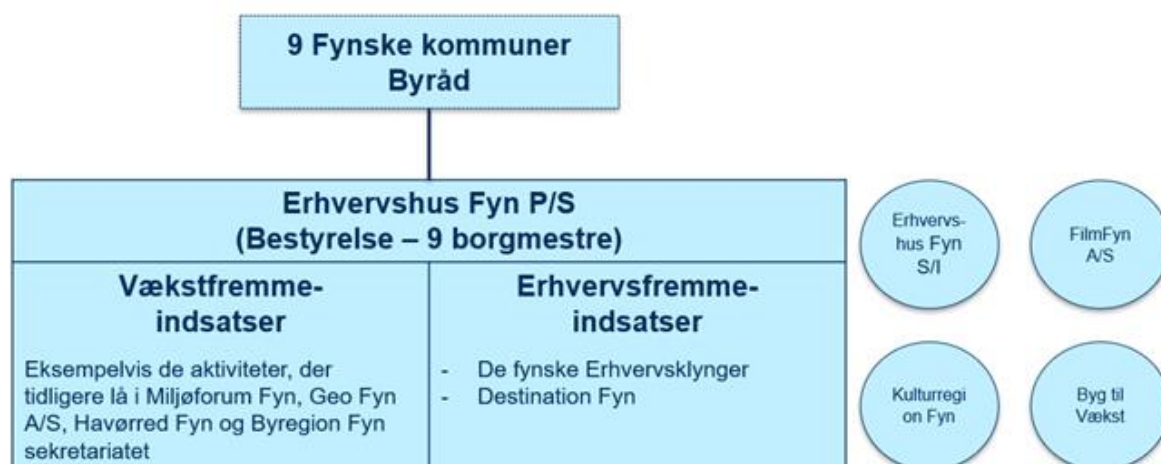 9 Fynske kommuner
Byråd
Erhvervshus Fyn P/S
(Bestyrelse – 9 borgmestre)
Vækstfremme-
indsatser
Eksempelvis de aktiviteter, der
tidligere lå i Miljøforum Fyn, Geo Fyn
A/S, Havørred Fyn og Byregion Fyn
sekretariatet
Erhvervsfremme-
indsatser
- De fynske Erhvervsklynger
- Destination Fyn
Erhvervs-
hus Fyn
S/I
FilmFyn
A/S
Kulturregi
on Fyn
Byg til
Vækst